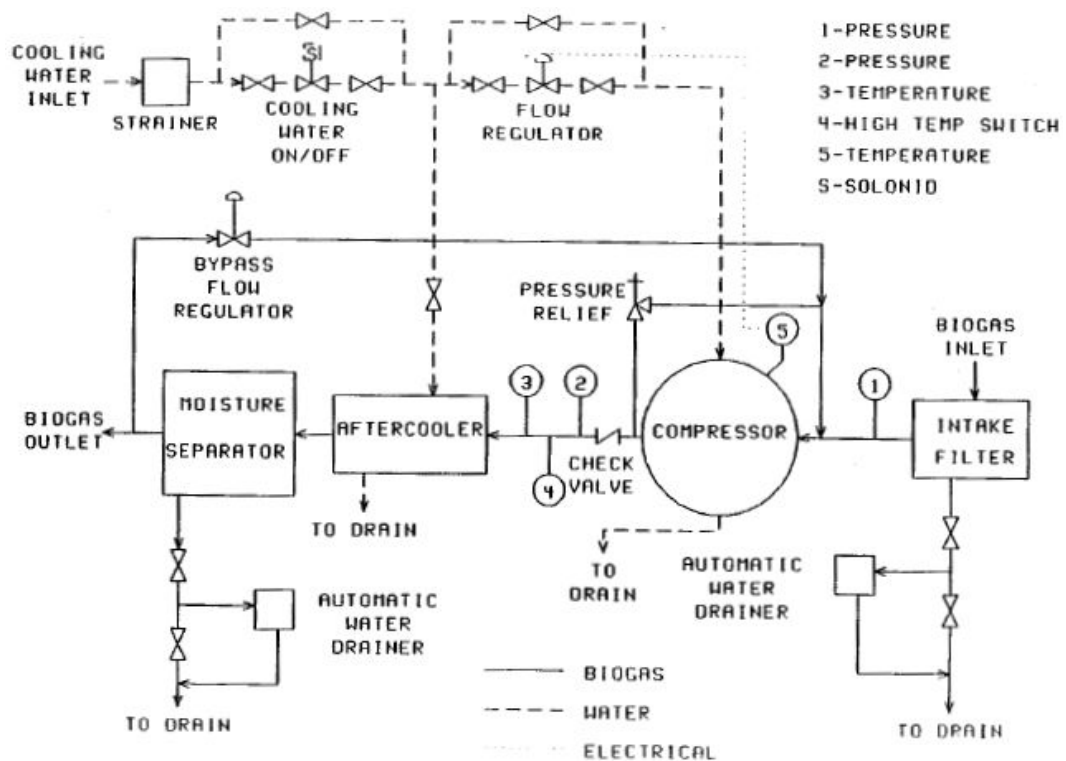 COOLING
WATER
INLET
STRAINER
S
COOLING
WATER
ON/OFF
FLOW
REGULATOR
1-PRESSURE
2-PRESSURE
3-TEMPERATURE
4-HIGH TEMP SWITCH
5-TEMPERATURE
S-SOLONID
BYPASS
FLOW
REGULATOR
PRESSURE
RELIEF
5
BIOGAS
INLET
BIOGAS
OUTLET
MOISTURE
SEPARATOR
AFTERCOOLER
3
2
4
CHECK
VALVE
COMPRESSOR
1
INTAKE
FILTER
TO DRAIN
TO
DRAIN
AUTOMATIC
WATER
DRAINER
AUTOMATIC
WATER
DRAINER
TO DRAIN
TO DRAIN
BIOGAS
WATER
ELECTRICAL